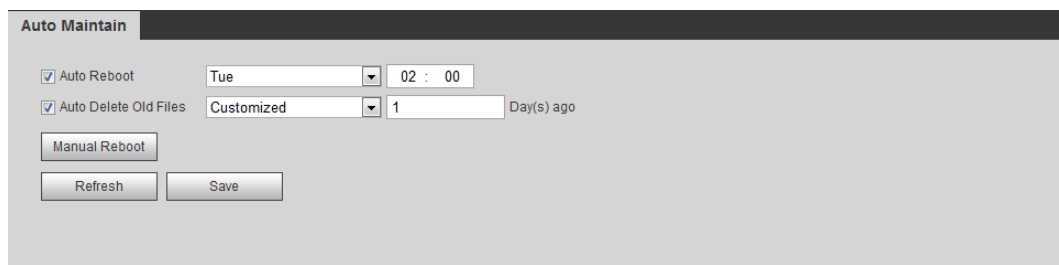 Auto Maintain
Auto Reboot Tue 02 : 00
Auto Delete Old Files Customized 1 Day(s) ago
Manual Reboot
Refresh Save